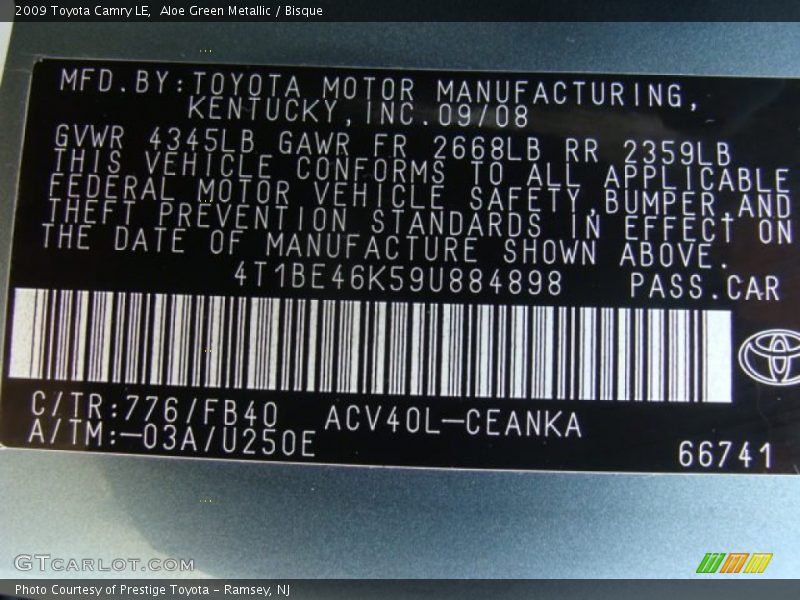 2009 Toyota Camry LE,  Aloe Green Metallic / Bisque
MFD.BY:TOYOTA MOTOR MANUFACTURING,
KENTUCKY,INC.09/08
GVWR 4345LB GAWR FR 2668LB RR 2359LB
THIS VEHICLE CONFORMS TO ALL APPLICABLE
FEDERAL MOTOR VEHICLE SAFETY,BUMPER,AND
THEFT PREVENTION STANDARDS IN EFFECT ON
THE DATE OF MANUFACTURE SHOWN ABOVE.
4T1BE46K59U884898 PASS.CAR
C/TR:776/FB40 ACV40L-CEANKA
A/TM:-03A/U250E
66741
GTCARLOT.COM
Photo Courtesy of Prestige Toyota - Ramsey, NJ